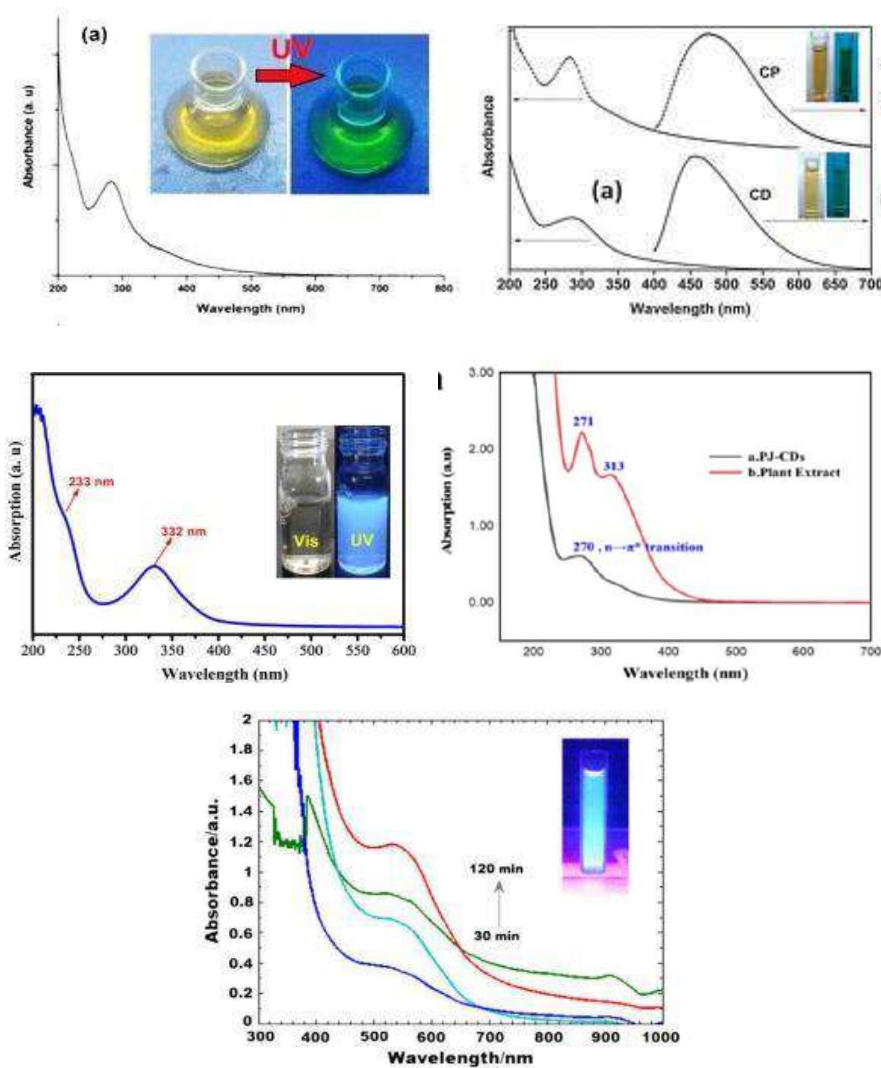 (a)
UV
Absorbance (a. u)
200 300 400 500 600 700 800
Wavelength (nm)
CP
CD
(a)
Absorbance
200 250 300 350 400 450 500 550 600 650 700
Wavelength (nm)
233 nm
332 nm
Vis UV
Absorption (a. u)
200 250 300 350 400 450 500 550 600
Wavelength (nm)
3.00
2.00
1.00
0.00
271
313
a.PJ-CDs
b.Plant Extract
270 , n→π* transition
Absorption (a.u)
200 300 400 500 600 700
Wavelength (nm)
2
1.8
1.6
1.4
1.2
1
0.8
0.6
0.4
0.2
0
120 min
30 min
Absorbance/a.u.
300 400 500 600 700 800 900 1000
Wavelength/nm